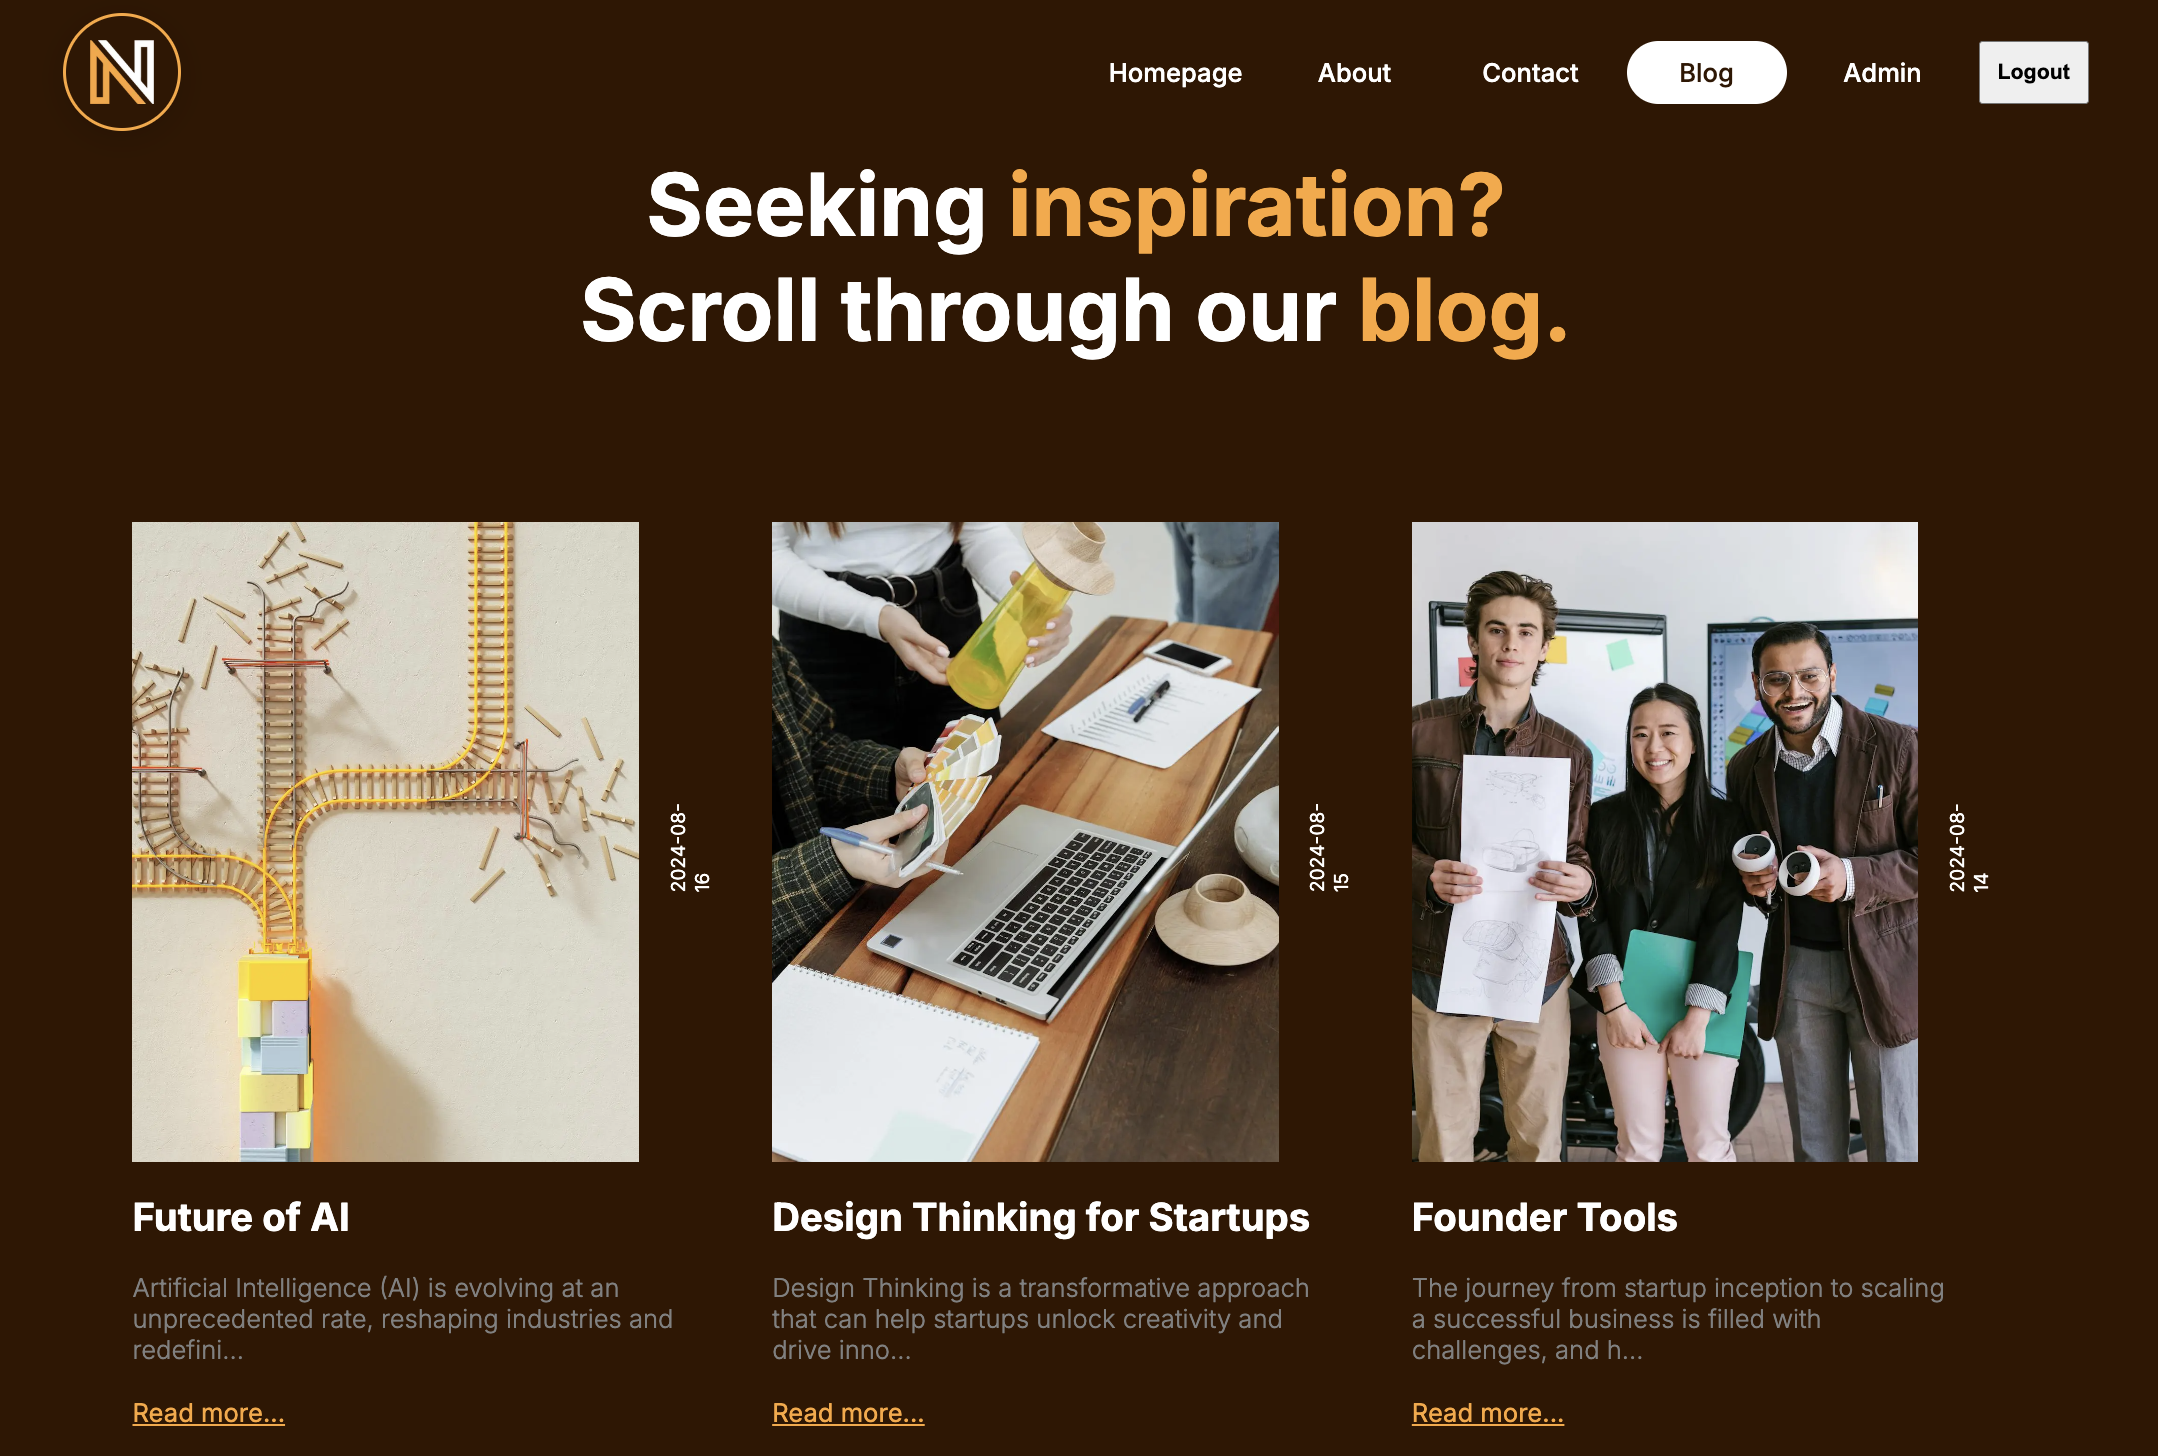 N
Homepage
About
Contact
Blog
Admin
Logout
Seeking inspiration?
Scroll through our blog.
2024-08-
16
2024-08-
15
2024-08-
14
Future of AI
Artificial Intelligence (AI) is evolving at an
unprecedented rate, reshaping industries and
redefini...
Read more...
Design Thinking for Startups
Design Thinking is a transformative approach
that can help startups unlock creativity and
drive inno...
Read more...
Founder Tools
The journey from startup inception to scaling
a successful business is filled with
challenges, and h...
Read more...